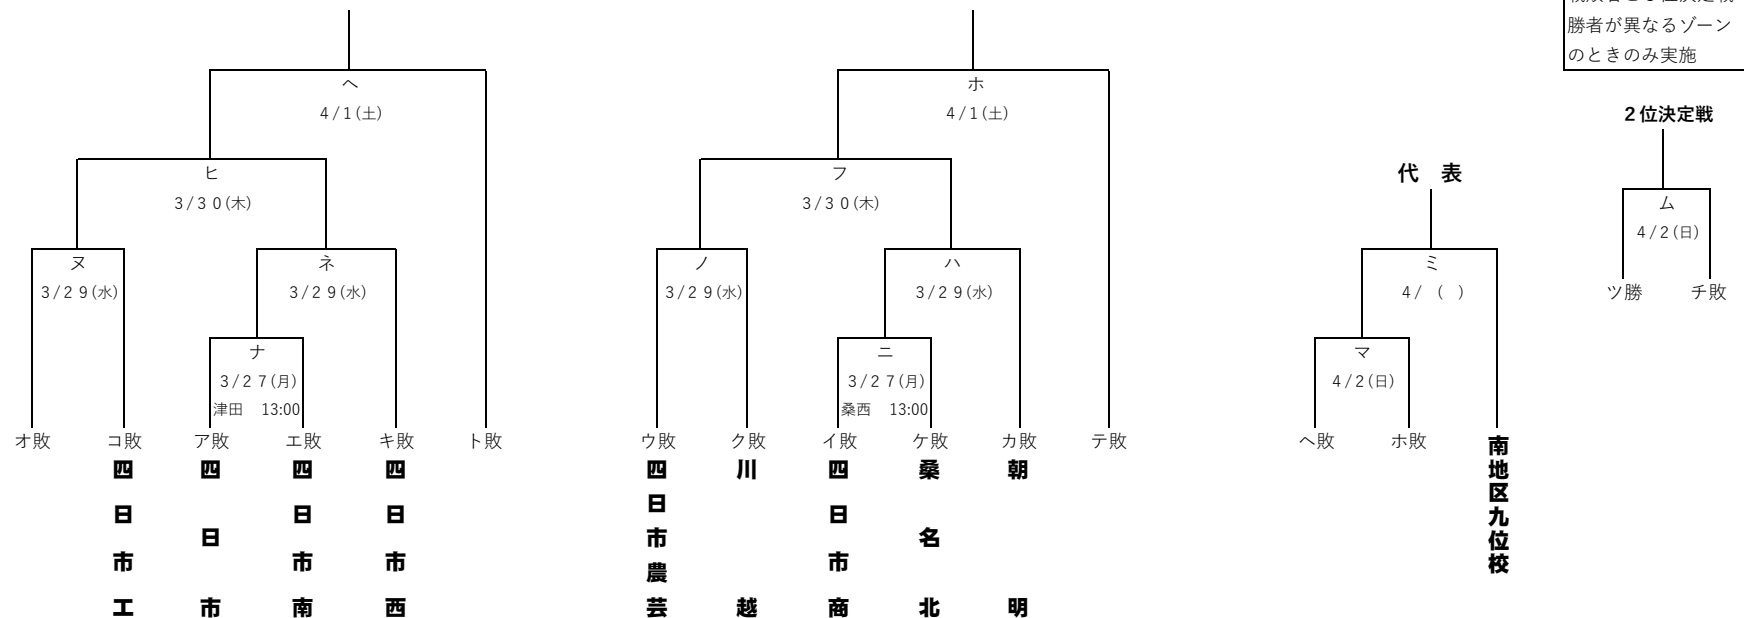 勝者が異なるゾーン
のときのみ実施
ヘ
ホ
4/1(土)
4/1(土)
2位決定戦
ヒ
フ
代 表
3/30(木)
3/30(木)
ム
4/2(日)
ヌ
ネ
ノ
ハ
ミ
3/29(水)
3/29(水)
3/29(水)
3/29(水)
4/ ( )
ツ勝
チ敗
ナ
ニ
マ
3/27(月)
3/27(月)
4/2(日)
津田 13:00
桑西 13:00
オ敗
コ敗
ア敗
エ敗
キ敗
ト敗
ウ敗
ク敗
イ敗
ケ敗
カ敗
テ敗
ヘ敗
ホ敗
四日市工
四日市
四日市南
四日市西
四日市農芸
川越
四日市商
桑名北
朝明
南地区九位校